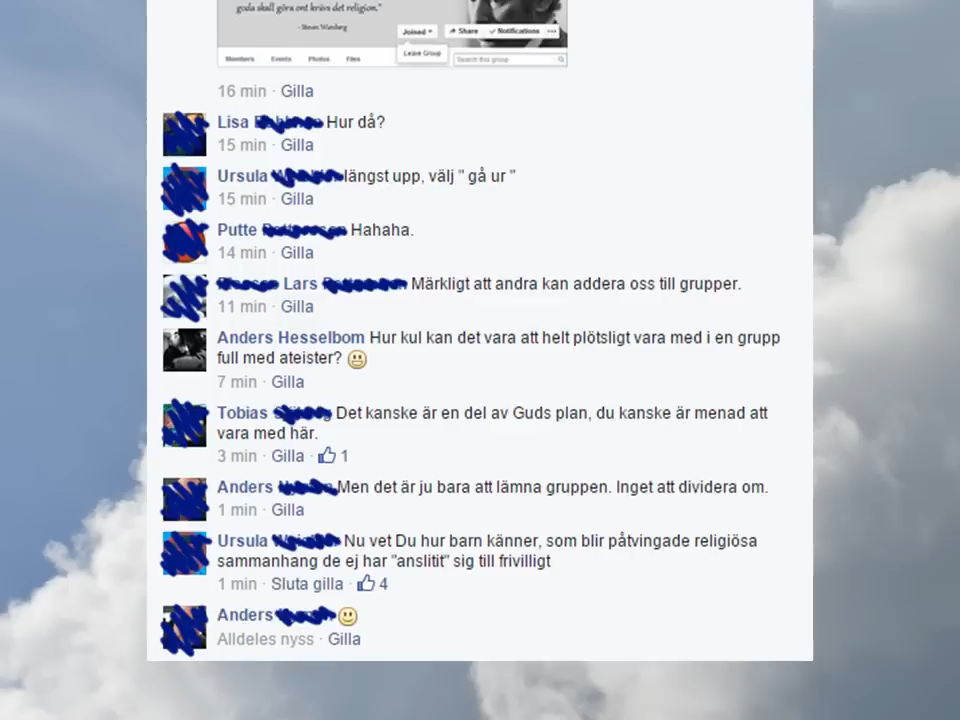 goda skall göra ont krävs det religion."
Joined
Share
Notifications
Leave Group
Members Events Photos Files
Search this group
16 min · Gilla
Lisa Hur då?
15 min · Gilla
Ursula längst upp, välj " gå ur "
15 min · Gilla
Putte Hahaha.
14 min · Gilla
Lars Märkligt att andra kan addera oss till grupper.
11 min · Gilla
Anders Hesselbom Hur kul kan det vara att helt plötsligt vara med i en grupp
full med ateister?
7 min · Gilla
Tobias Det kanske är en del av Guds plan, du kanske är menad att
vara med här.
3 min · Gilla · 1
Anders Men det är ju bara att lämna gruppen. Inget att dividera om.
1 min · Gilla
Ursula Nu vet Du hur barn känner, som blir påtvingade religiösa
sammanhang de ej har "anslitit" sig till frivilligt
1 min · Sluta gilla · 4
Anders
Alldeles nyss · Gilla